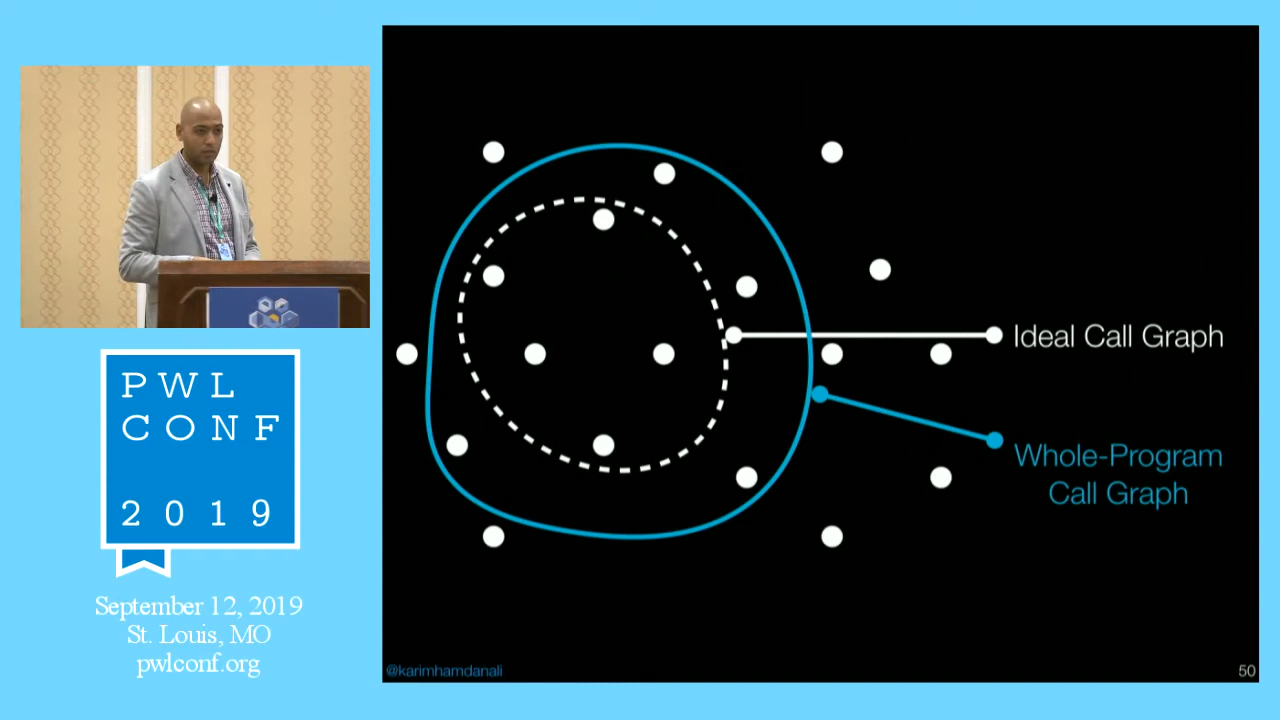 PWL
CONF
2019
September 12, 2019
St. Louis, MO
pwlconf.org
Ideal Call Graph
Whole-Program
Call Graph
@karimhamdanali
50